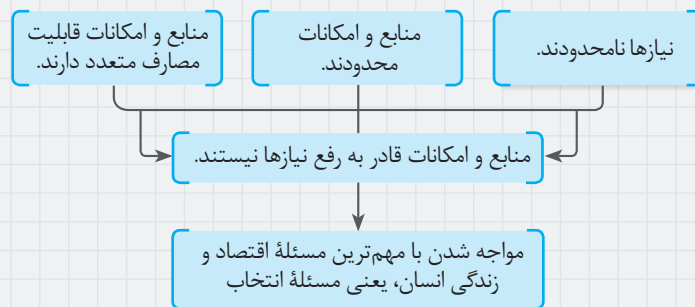 نیازها نامحدودند.
منابع و امکانات
محدودند.
منابع و امکانات قابلیت
مصارف متعدد دارند.
منابع و امکانات قادر به رفع نیازها نیستند.
مواجه شدن با مهم‌ترین مسئلهٔ اقتصاد و
زندگی انسان، یعنی مسئلهٔ انتخاب